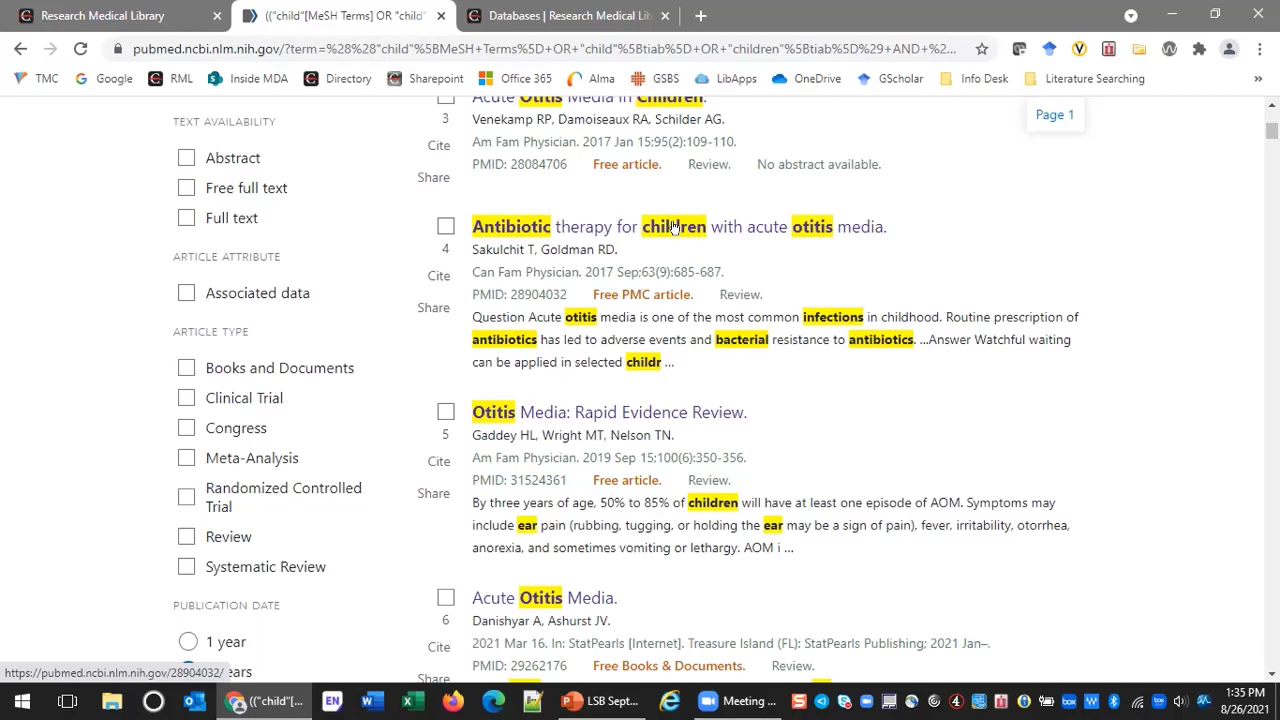 Research Medical Library
(("child"[MeSH Terms] OR "child"
Databases | Research Medical Lib
pubmed.ncbi.nlm.nih.gov/?term=%28%28"child"%5BMeSH+Terms%5D+OR+"child"%5Btiab%5D+OR+"children"%5Btiab%5D%29+AND+%2...
TMC
Google
RML
Inside MDA
Directory
Sharepoint
Office 365
Alma
GSBS
LibApps
OneDrive
GScholar
Info Desk
Literature Searching
»
TEXT AVAILABILITY
Abstract
Free full text
Full text
ARTICLE ATTRIBUTE
Associated data
ARTICLE TYPE
Books and Documents
Clinical Trial
Congress
Meta-Analysis
Randomized Controlled
Trial
Review
Systematic Review
PUBLICATION DATE
1 year
ears
Page 1
Acute Otitis Media in Children.
3
Venekamp RP, Damoiseaux RA, Schilder AG.
Cite
Am Fam Physician. 2017 Jan 15;95(2):109-110.
PMID: 28084706 Free article. Review. No abstract available.
Share
Antibiotic therapy for children with acute otitis media.
4
Sakulchit T, Goldman RD.
Cite
Can Fam Physician. 2017 Sep;63(9):685-687.
PMID: 28904032 Free PMC article. Review.
Share
Question Acute otitis media is one of the most common infections in childhood. Routine prescription of
antibiotics has led to adverse events and bacterial resistance to antibiotics. ...Answer Watchful waiting
can be applied in selected childr ...
Otitis Media: Rapid Evidence Review.
5
Gaddey HL, Wright MT, Nelson TN.
Cite
Am Fam Physician. 2019 Sep 15;100(6):350-356.
PMID: 31524361 Free article. Review.
Share
By three years of age, 50% to 85% of children will have at least one episode of AOM. Symptoms may
include ear pain (rubbing, tugging, or holding the ear may be a sign of pain), fever, irritability, otorrhea,
anorexia, and sometimes vomiting or lethargy. AOM i ...
Acute Otitis Media.
6
Danishyar A, Ashurst JV.
Cite
2021 Mar 16. In: StatPearls [Internet]. Treasure Island (FL): StatPearls Publishing; 2021 Jan–.
PMID: 29262176 Free Books & Documents. Review.
Share
https://pubmed.ncbi.nlm.nih.gov/28904032/
(("child"[...
EN
LSB Sept...
Meeting ...
1:35 PM
8/26/2021